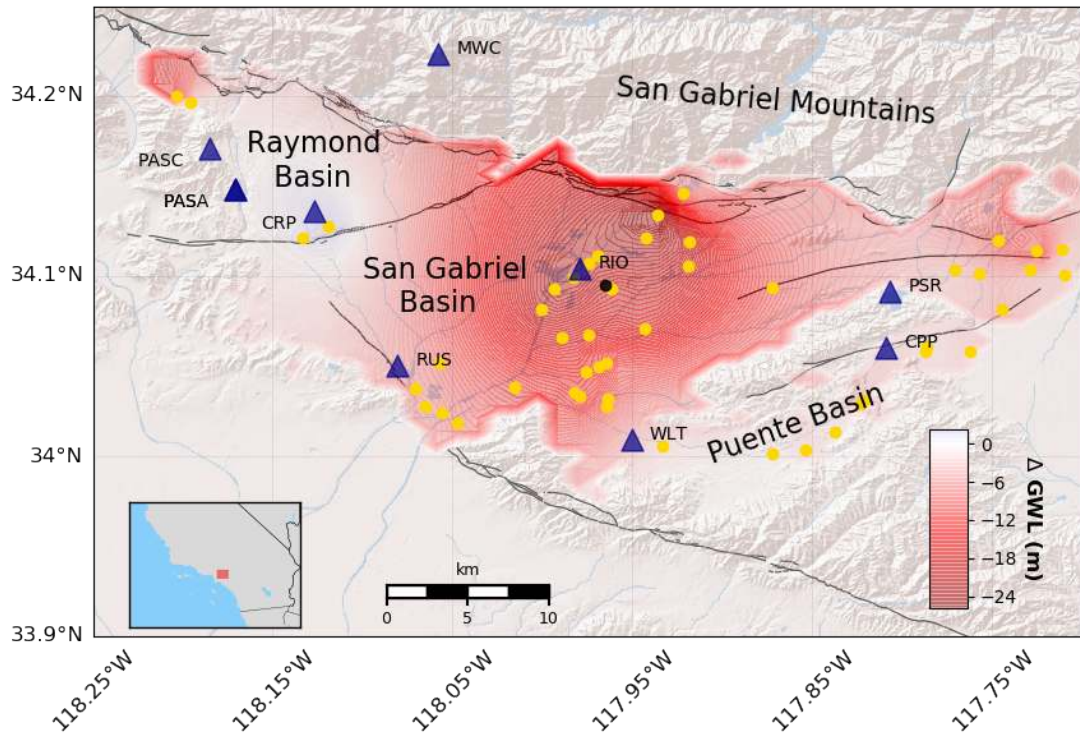 MWC
San Gabriel Mountains
34.2°N
Raymond
Basin
PASC
PASA
CRP
34.1°N
San Gabriel
Basin
RIO
PSR
CPP
RUS
WLT
Puente Basin
34°N
0
−6
−12
−18
−24
Δ GWL (m)
km
0
5
10
33.9°N
118.25°W
118.15°W
118.05°W
117.95°W
117.85°W
117.75°W